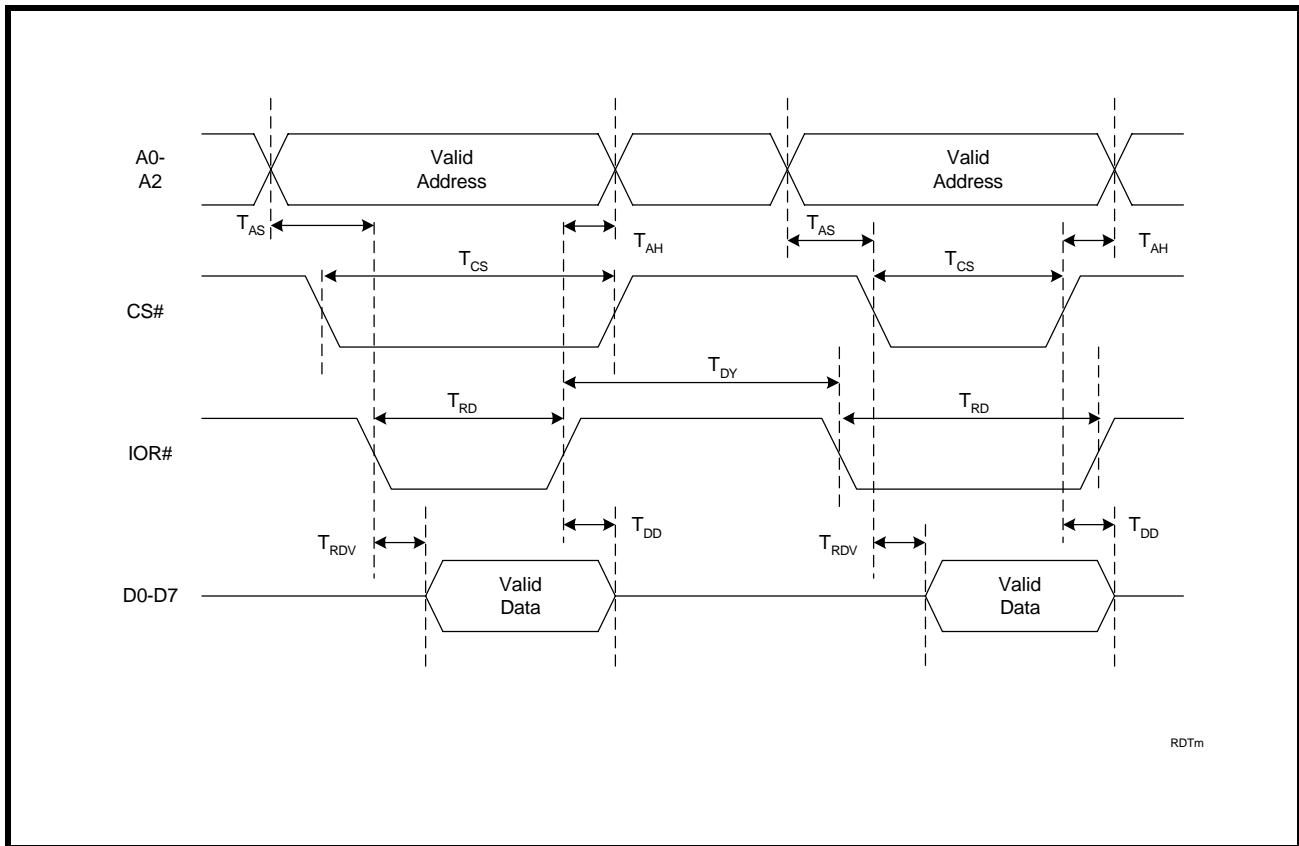 A0-
A2
Valid
Address
Valid
Address
TAS
TAH
TAS
TAH
TCS
TCS
CS#
TDY
TRD
TRD
IOR#
TRDV
TDD
TRDV
TDD
D0-D7
Valid
Data
Valid
Data
RDTm